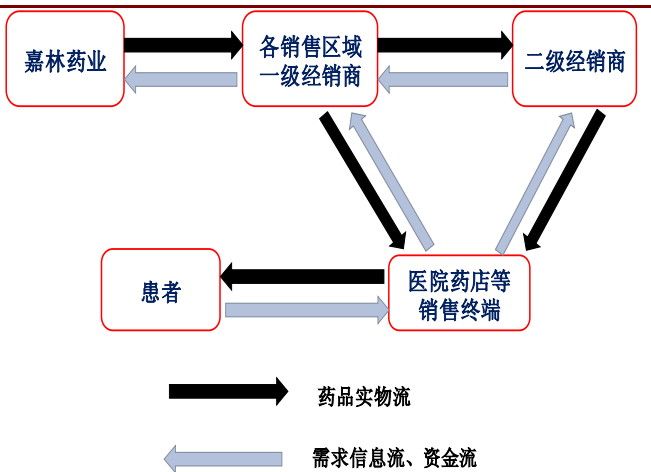 嘉林药业
各销售区域
一级经销商
二级经销商
患者
医院药店等
销售终端
药品实物流
需求信息流、资金流